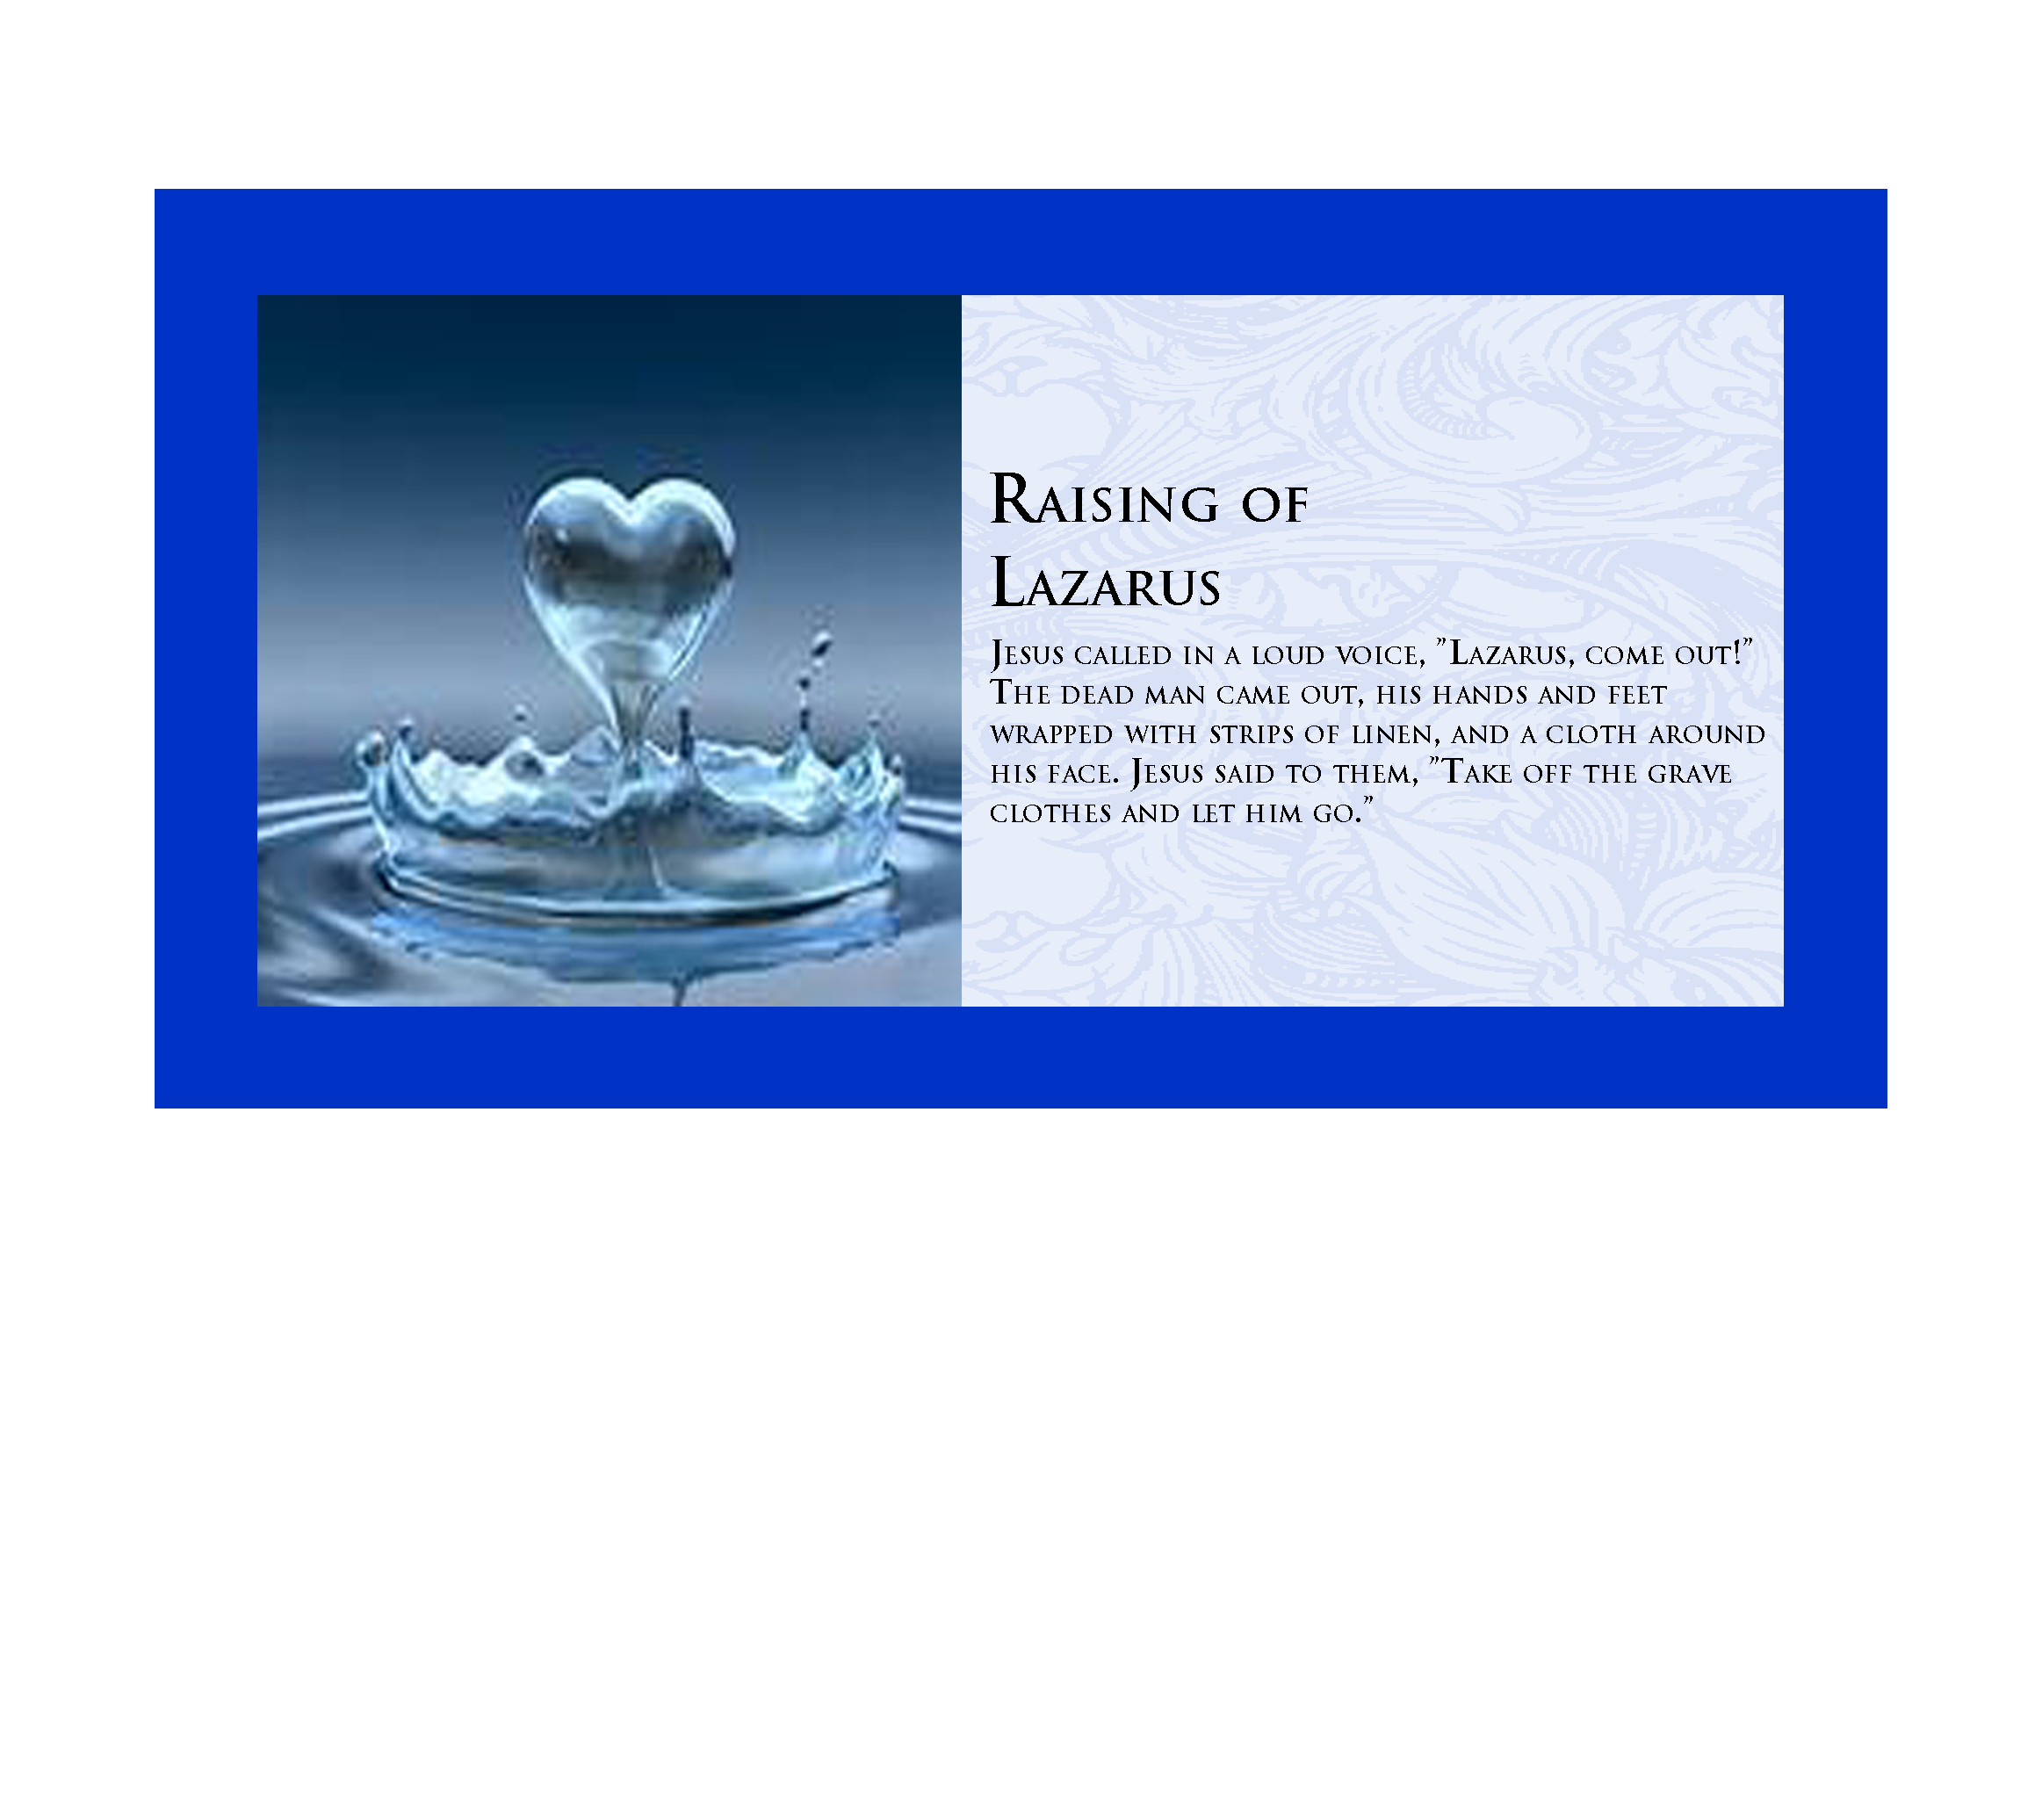 Raising of
Lazarus
Jesus called in a loud voice, ”Lazarus, come out!”
The dead man came out, his hands and feet
wrapped with strips of linen, and a cloth around
his face. Jesus said to them, ”Take off the grave
clothes and let him go.”